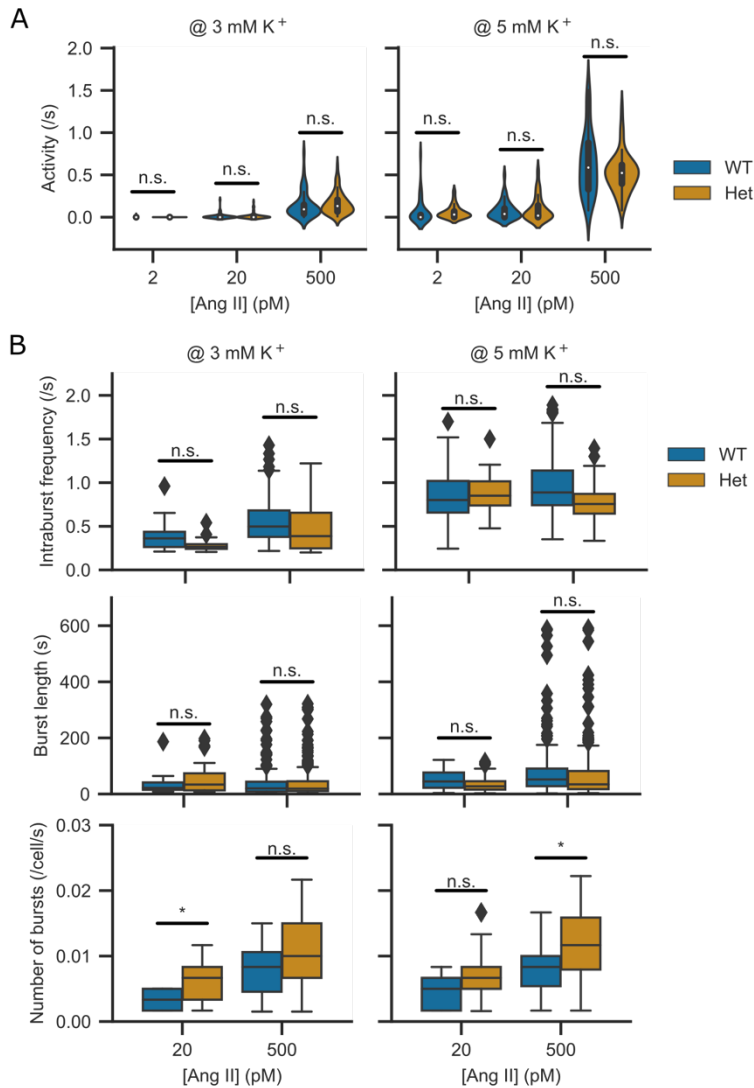 A
@ 3 mM K+
@ 5 mM K+
Activity (/s)
2.0
1.5
1.0
0.5
0.0
n.s.
n.s.
n.s.
n.s.
n.s.
n.s.
WT
Het
2
20
500
2
20
500
[Ang II] (pM)
[Ang II] (pM)
B
@ 3 mM K+
@ 5 mM K+
Intraburst frequency (/s)
2.0
1.5
1.0
0.5
0.0
n.s.
n.s.
n.s.
n.s.
WT
Het
Burst length (s)
600
400
200
0
n.s.
n.s.
n.s.
n.s.
Number of bursts (/cell/s)
0.03
0.02
0.01
0.00
*
n.s.
n.s.
*
20
500
20
500
[Ang II] (pM)
[Ang II] (pM)